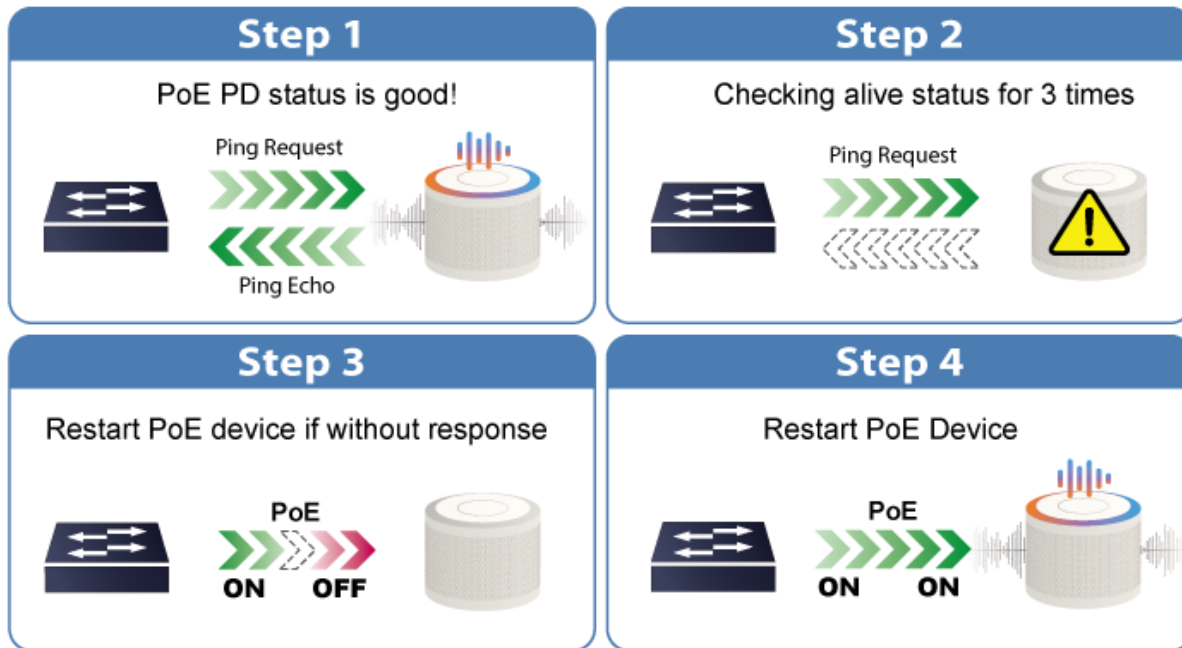 Step 1
PoE PD status is good!
Ping Request
Ping Echo
Step 2
Checking alive status for 3 times
Ping Request
Step 3
Restart PoE device if without response
PoE
ON OFF
Step 4
Restart PoE Device
PoE
ON ON